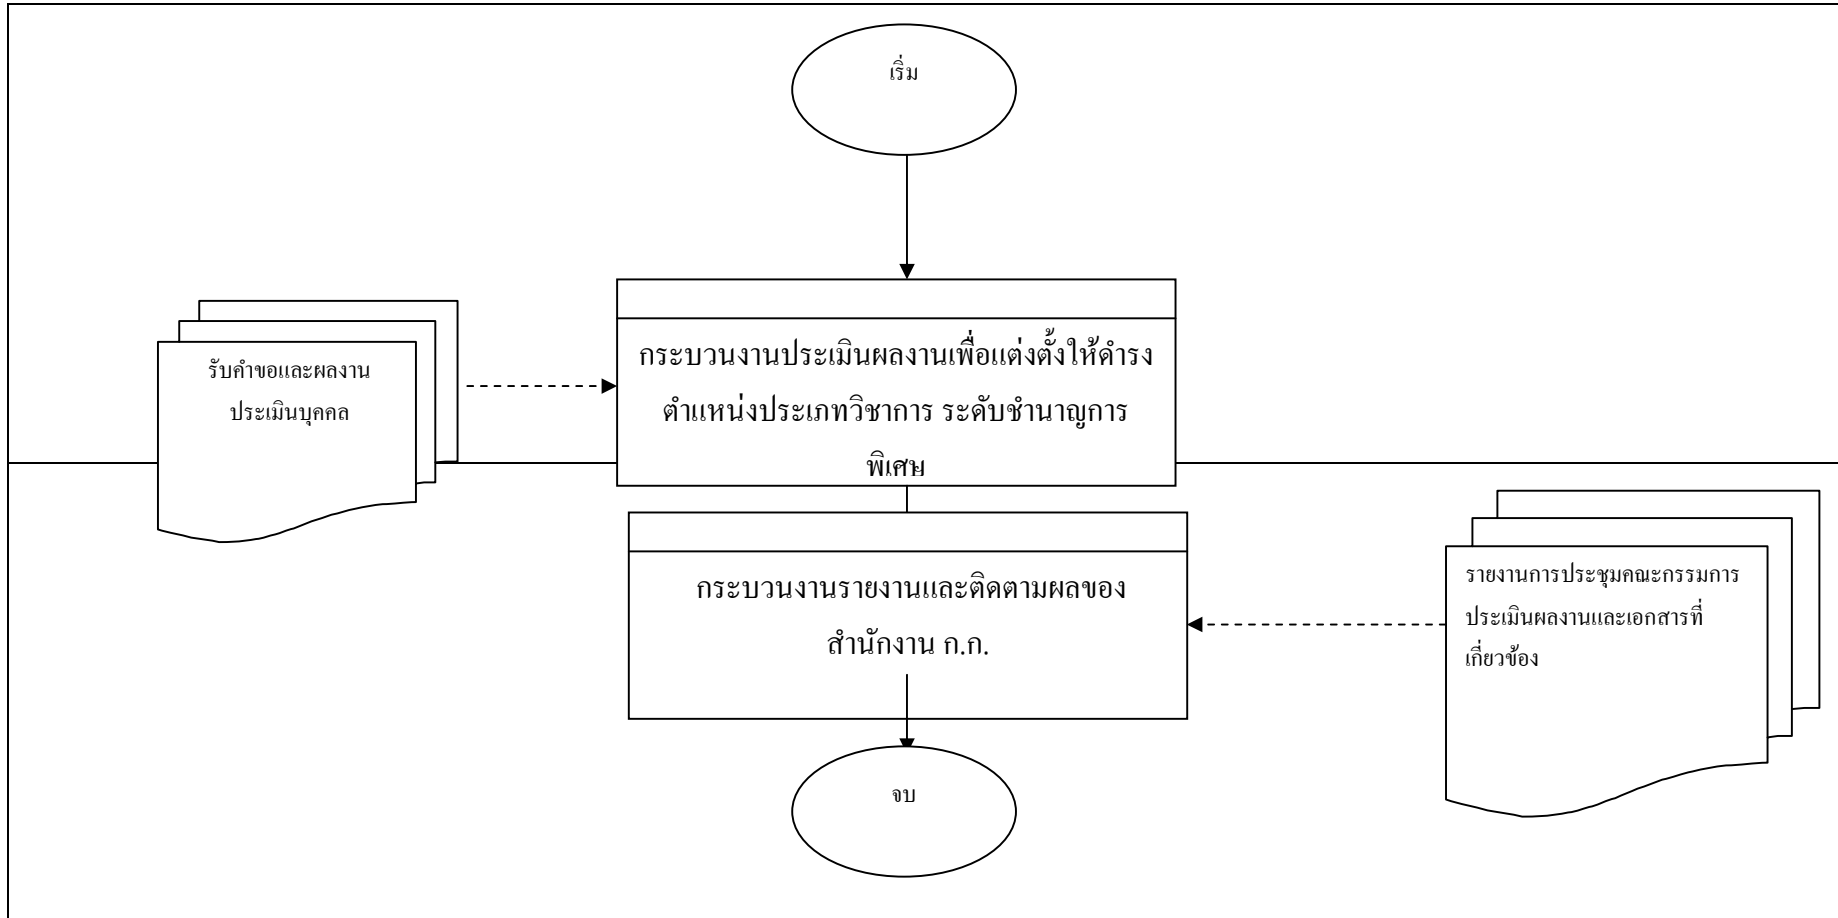 เริ่ม
กระบวนงานประเมินผลงานเพื่อแต่งตั้งให้ดำรง
ตำแหน่งประเภทวิชาการ ระดับชำนาญการ
พิเศษ
รับคำขอและผลงาน
ประเมินบุคคล
กระบวนงานรายงานและติดตามผลของ
สำนักงาน ก.ก.
รายงานการประชุมคณะกรรมการ
ประเมินผลงานและเอกสารที่
เกี่ยวข้อง
จบ